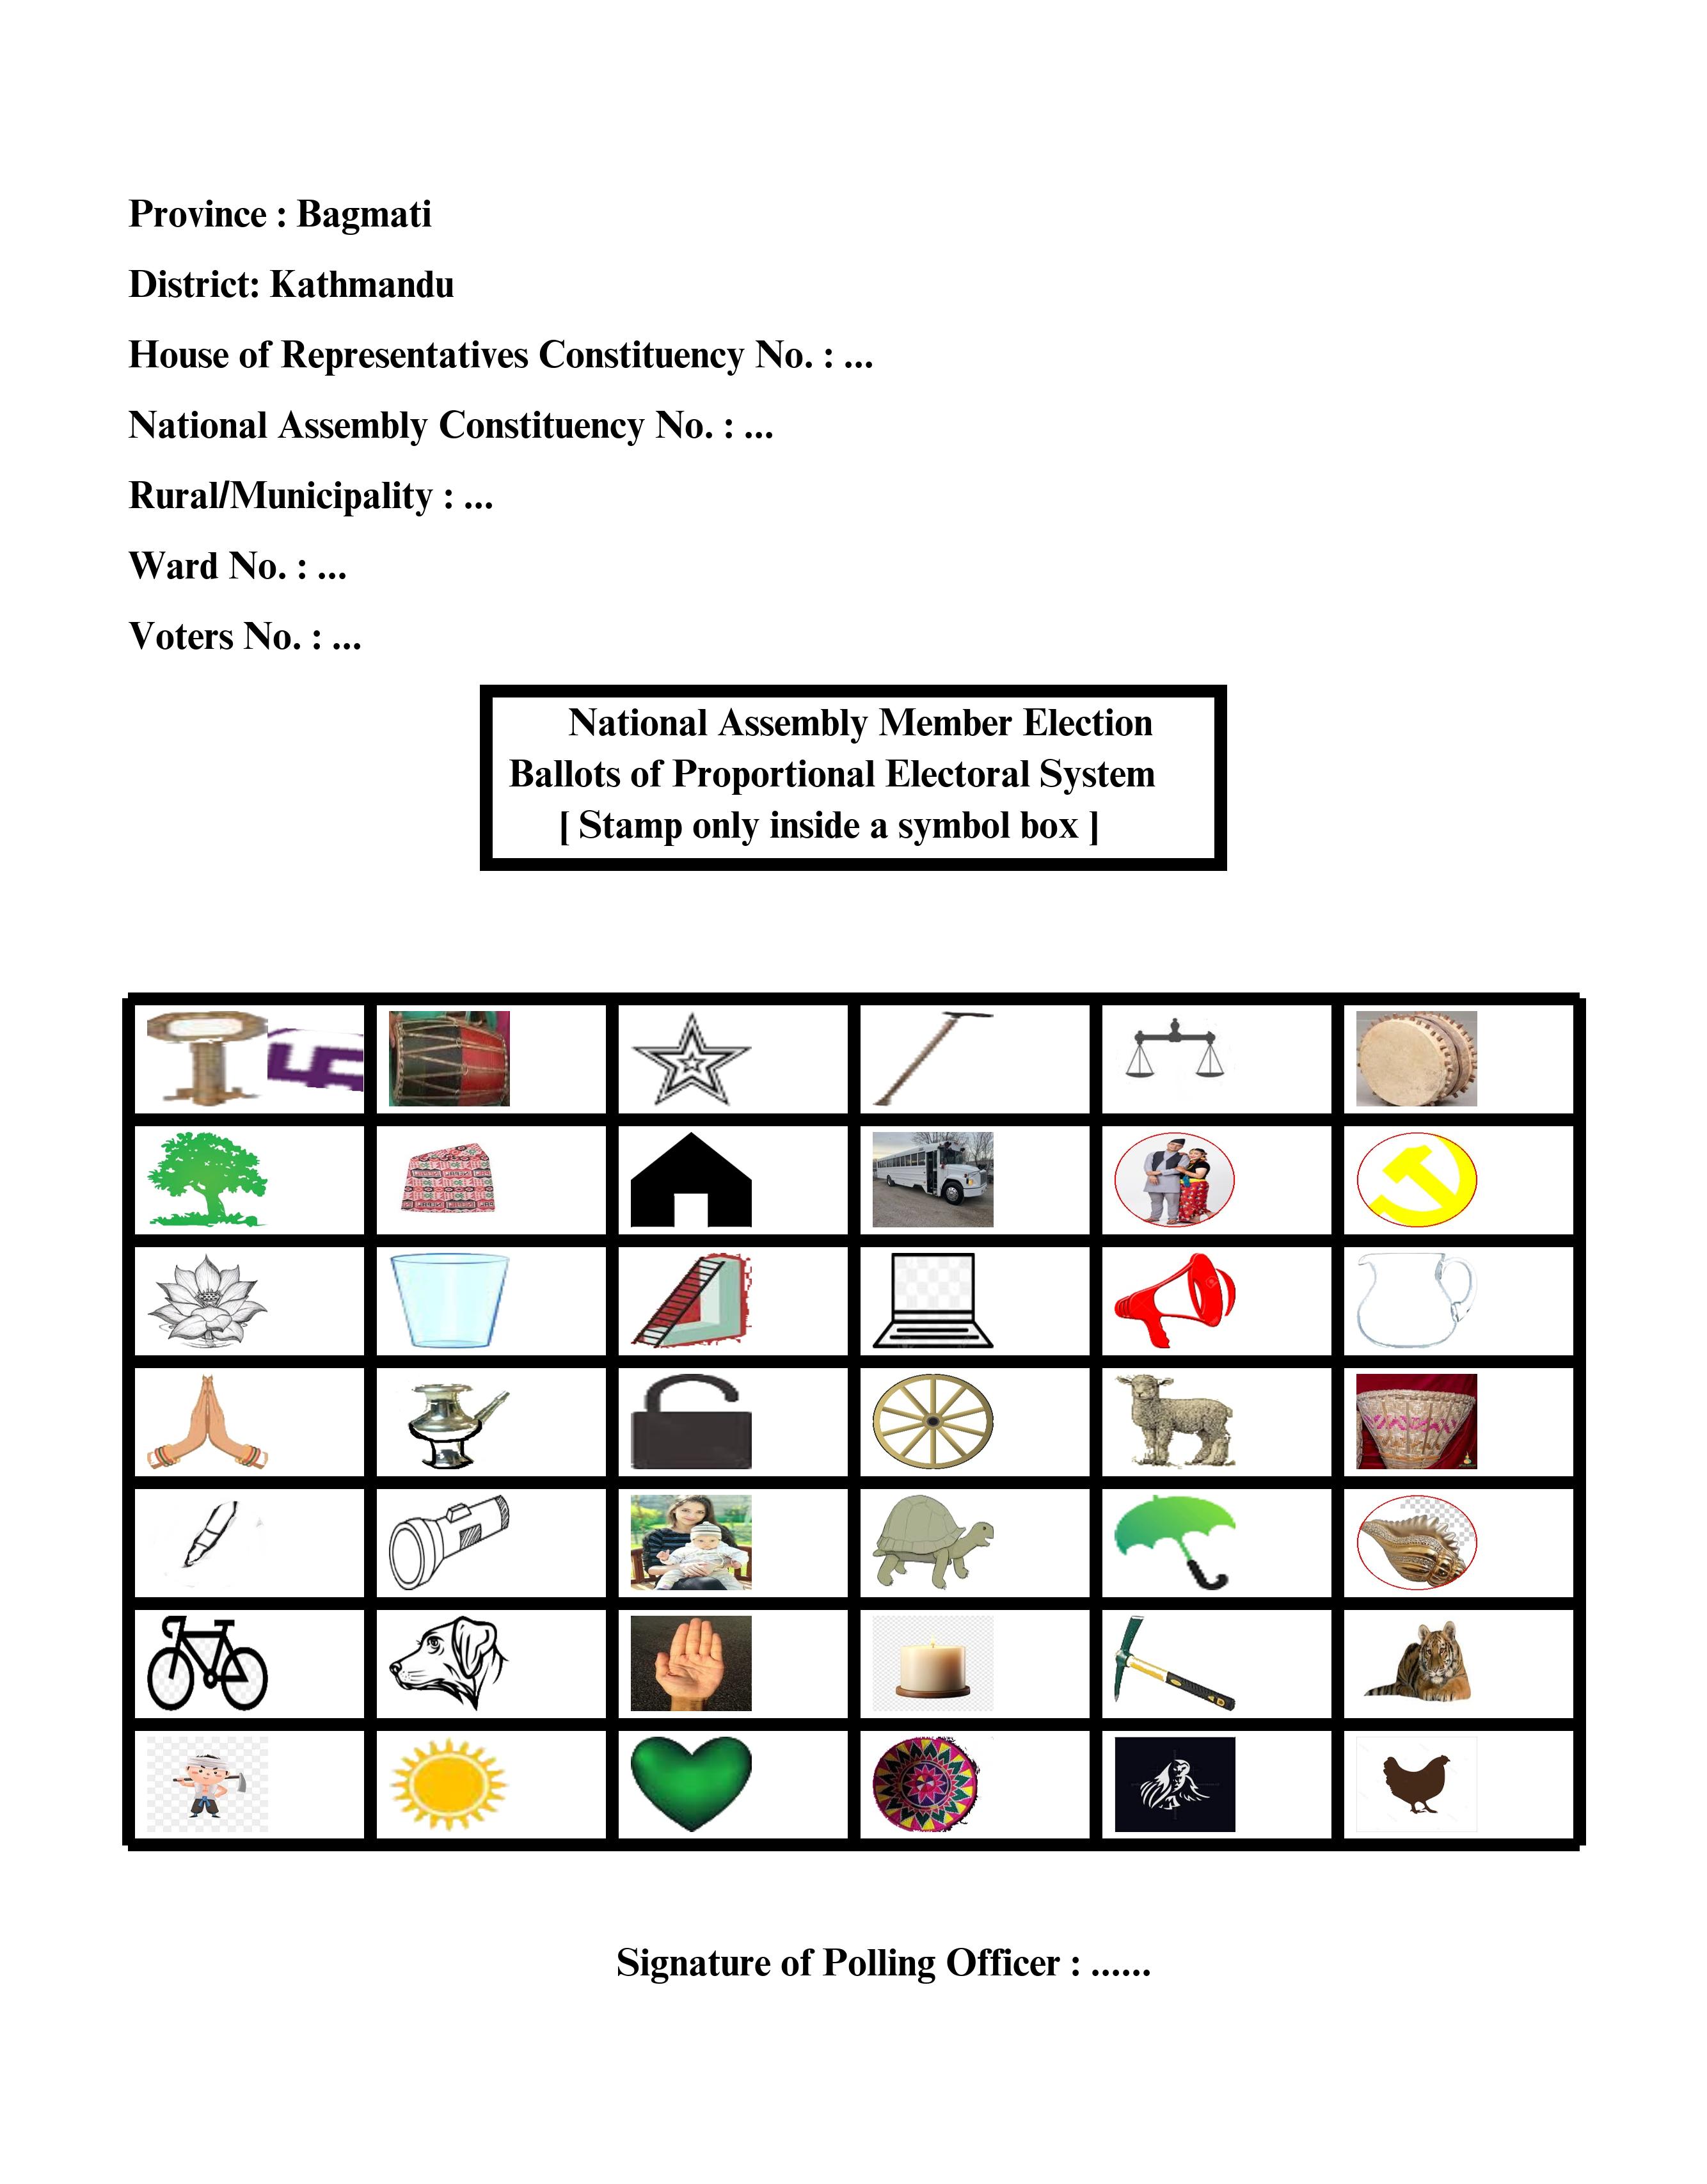 Province : Bagmati
District: Kathmandu
House of Representatives Constituency No. : ...
National Assembly Constituency No. : ...
Rural/Municipality : ...
Ward No. : ...
Voters No. : ...
National Assembly Member Election
Ballots of Proportional Electoral System
[ Stamp only inside a symbol box ]
Signature of Polling Officer : ......